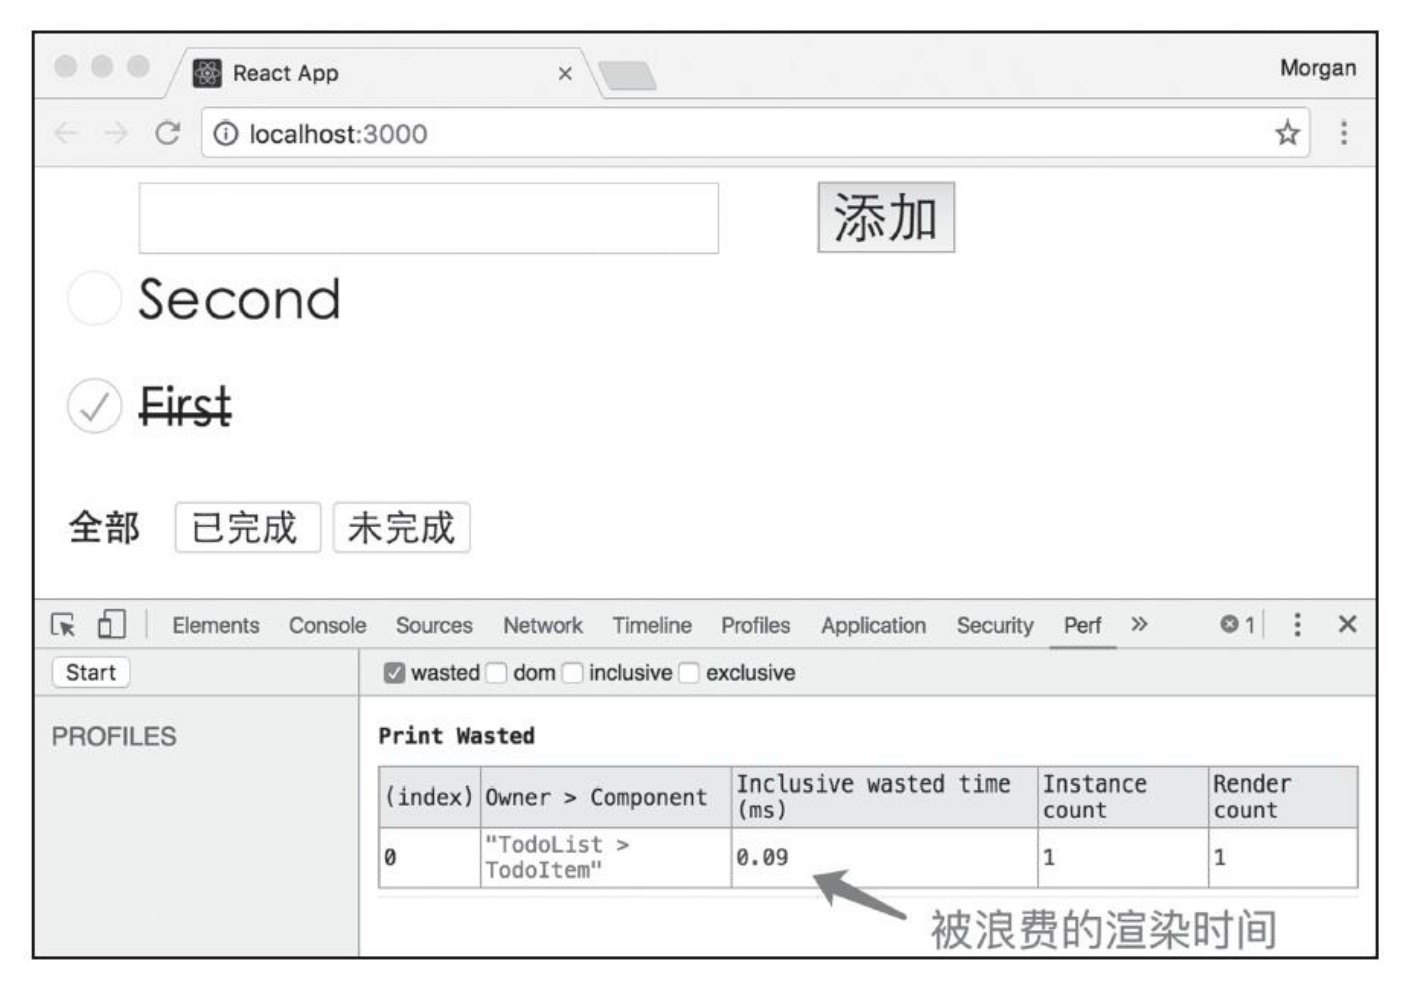 React App
Morgan
localhost:3000
添加
Second
First
全部 已完成 未完成
Elements Console Sources Network Timeline Profiles Application Security Perf » 1
Start
wasted dom inclusive exclusive
PROFILES
Print Wasted
(index) Owner > Component Inclusive wasted time (ms) Instance count Render count
0 "TodoList > TodoItem" 0.09 1 1
被浪费的渲染时间